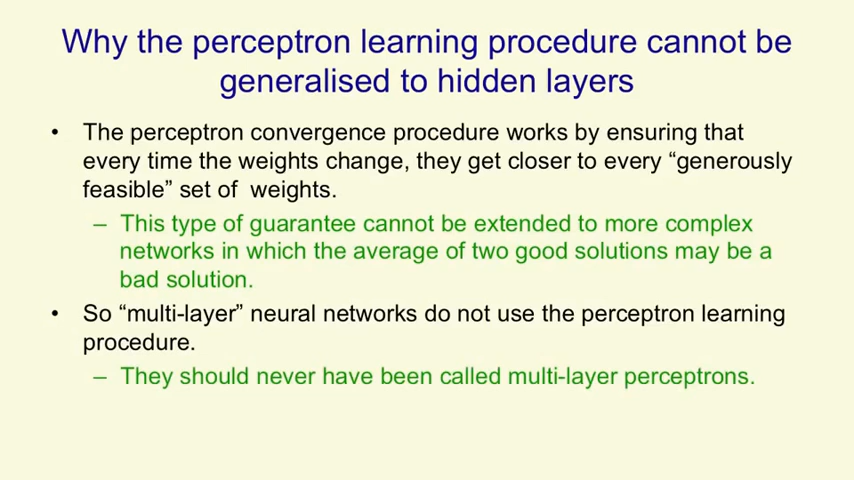 Why the perceptron learning procedure cannot be
generalised to hidden layers
• The perceptron convergence procedure works by ensuring that
every time the weights change, they get closer to every “generously
feasible” set of weights.
– This type of guarantee cannot be extended to more complex
networks in which the average of two good solutions may be a
bad solution.
• So “multi-layer” neural networks do not use the perceptron learning
procedure.
– They should never have been called multi-layer perceptrons.